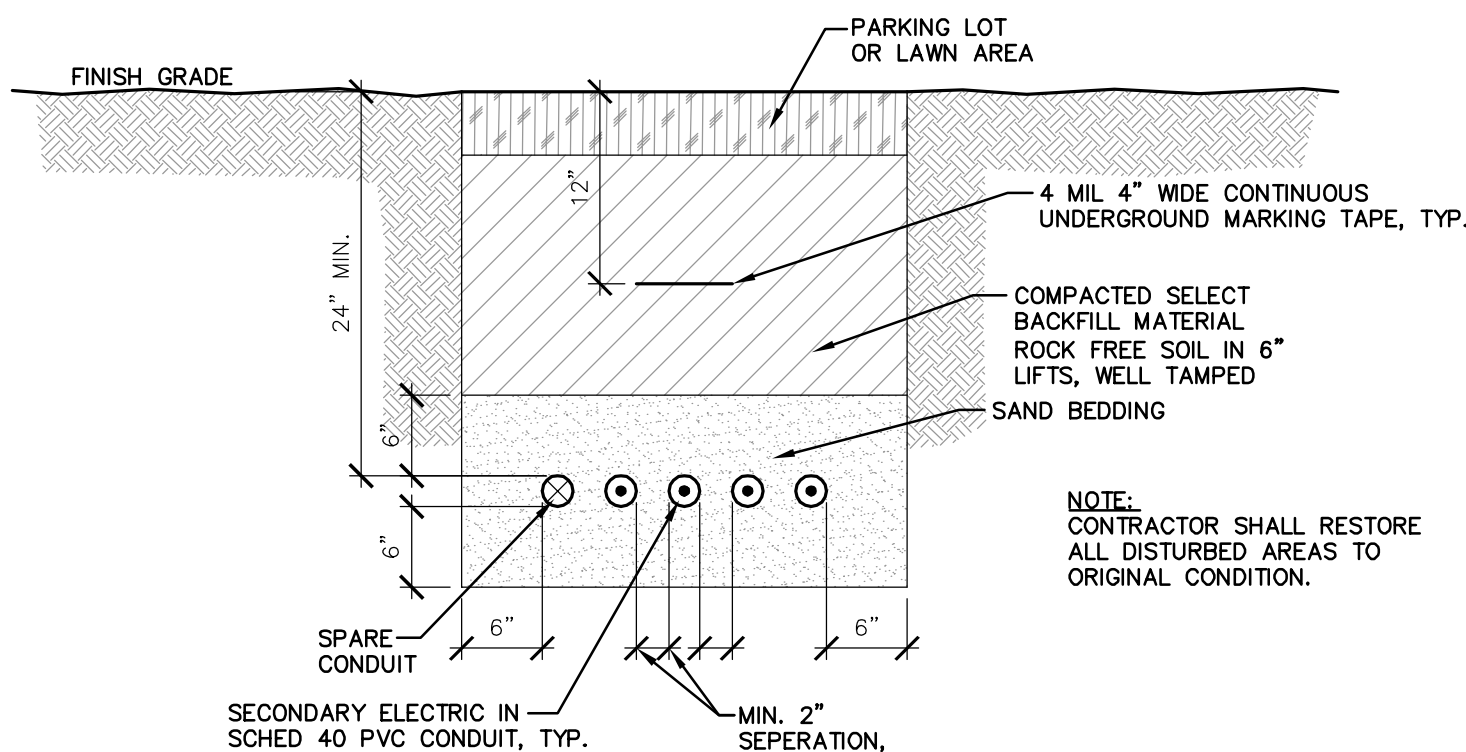 PARKING LOT
OR LAWN AREA
FINISH GRADE
12"
4 MIL 4" WIDE CONTINUOUS
UNDERGROUND MARKING TAPE, TYP.
24" MIN.
COMPACTED SELECT
BACKFILL MATERIAL
ROCK FREE SOIL IN 6"
LIFTS, WELL TAMPED
SAND BEDDING
6"
6"
NOTE:
CONTRACTOR SHALL RESTORE
ALL DISTURBED AREAS TO
ORIGINAL CONDITION.
6"
6"
SPARE
CONDUIT
SECONDARY ELECTRIC IN
SCHED 40 PVC CONDUIT, TYP.
MIN. 2"
SEPERATION,